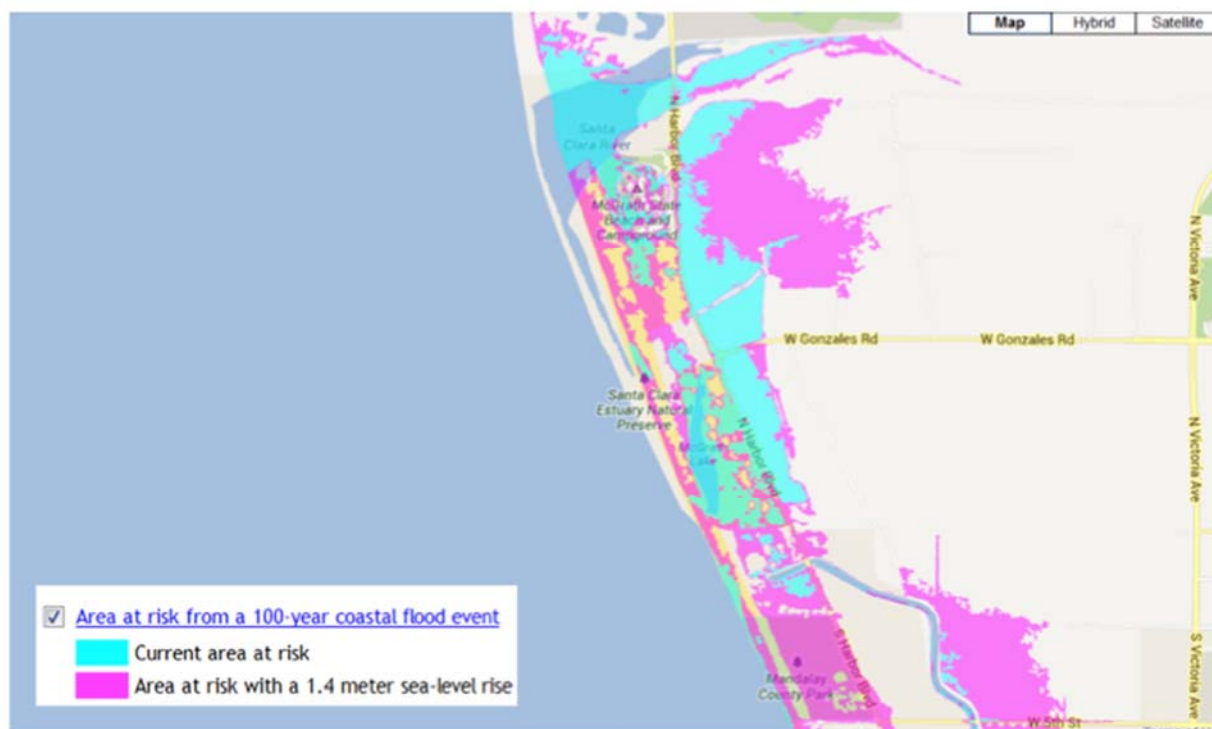 Map
Hybrid
Satellite
N Harbor Blvd
Santa
Clara River
McGrath State
Beach and
Campground
N Victoria Ave
W Gonzales Rd
W Gonzales Rd
Santa Clara
Estuary Natural
Preserve
N Harbor Blvd
McGrath
Lake
N Victoria Ave
Area at risk from a 100-year coastal flood event
Current area at risk
Area at risk with a 1.4 meter sea-level rise
S Harbor Blvd
Mandalay
County Park
S Victoria Ave
W 5th St